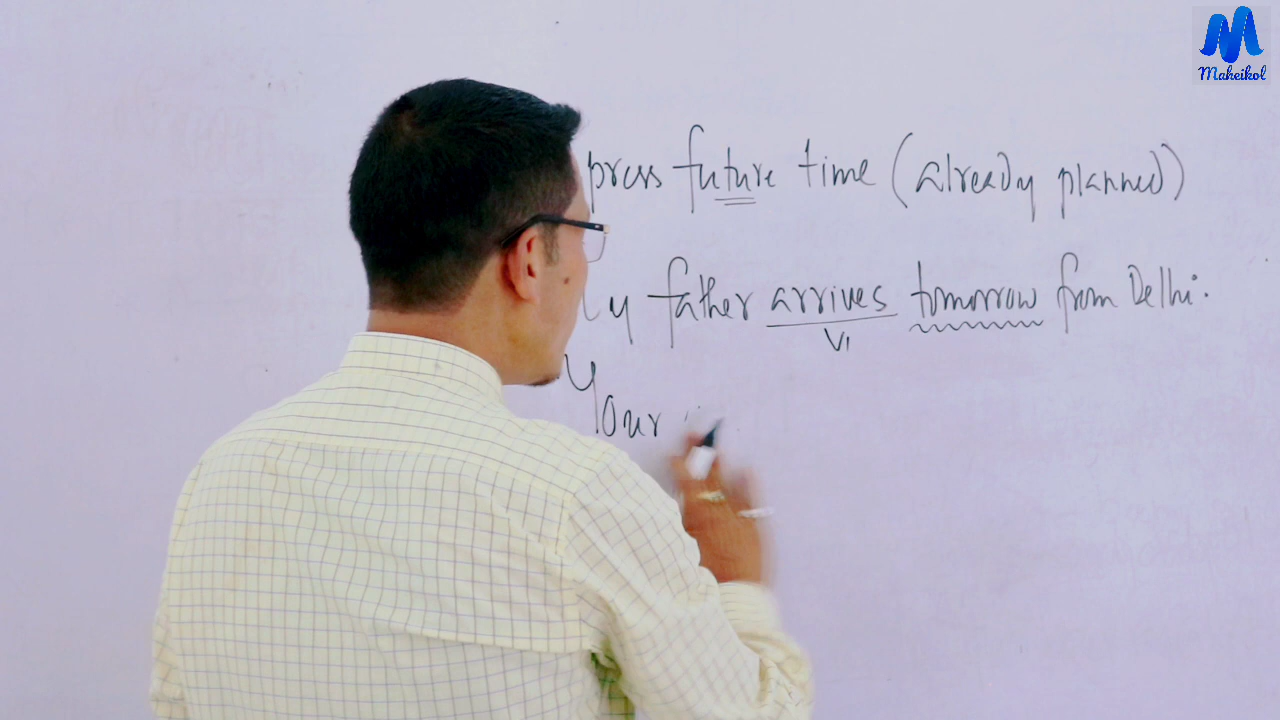 Maheikol
press future time (already planned)
y father arrives tomorrow from Delhi.
V1
Your